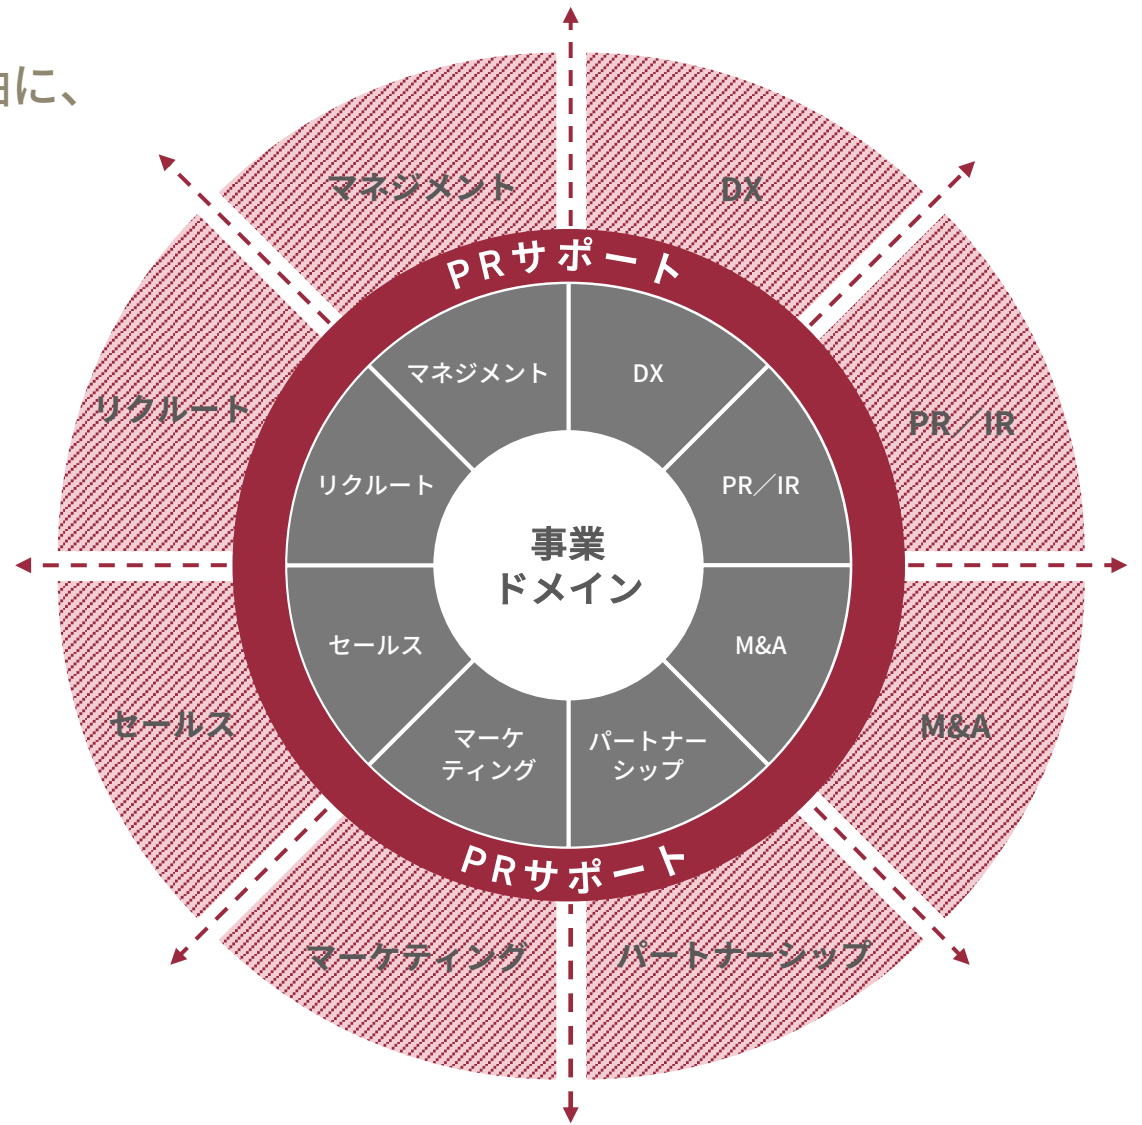 に、
マネジメント
DX
PRサポート
マネジメント
DX
リクルート
PR／IR
リクルート
PR／IR
事業
ドメイン
セールス
M&A
セールス
M&A
マーケ
ティング
パートナー
シップ
PRサポート
マーケティング
パートナーシップ